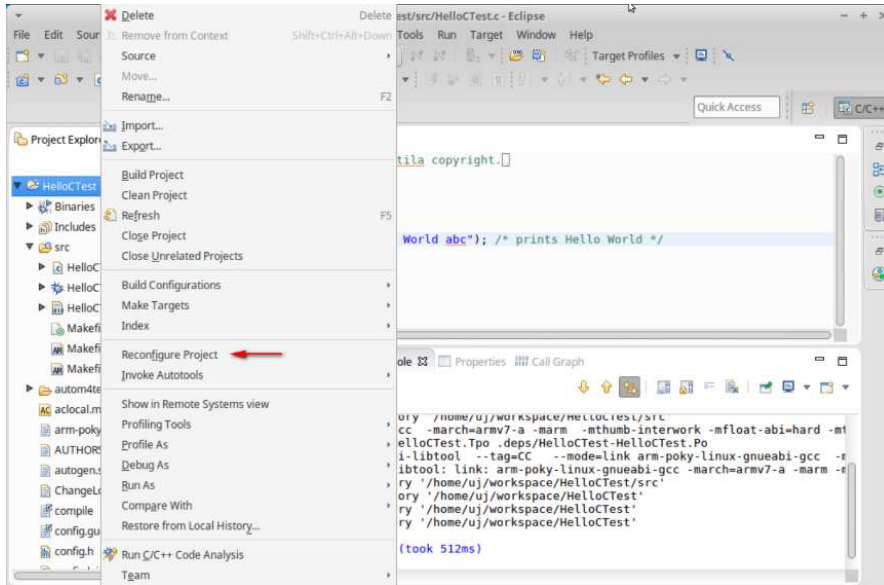 est/src/HelloCTest.c - Eclipse
File Edit Sour
Tools Run Target Window Help
Target Profiles
Quick Access
C/C++
Project Explor
HelloCTest
Binaries
Includes
src
HelloC
HelloC
HelloC
Makefi
Makefi
Makefi
autom4te
aclocal.m
arm-poky
AUTHORS
autogen.s
ChangeLo
compile
config.gu
config.h
Delete Delete
Remove from Context Shift+Ctrl+Alt+Down
Source
Move...
Rename... F2
Import...
Export...
Build Project
Clean Project
Refresh F5
Close Project
Close Unrelated Projects
Build Configurations
Make Targets
Index
Reconfigure Project
Invoke Autotools
Show in Remote Systems view
Profiling Tools
Profile As
Debug As
Run As
Compare With
Restore from Local History...
Run C/C++ Code Analysis
Team
tila copyright.
World abc"); /* prints Hello World */
ole Properties Call Graph
ory '/home/uj/workspace/HelloCTest/src'
cc -march=armv7-a -marm -mthumb-interwork -mfloat-abi=hard -mt
elloCTest.Tpo .deps/HelloCTest-HelloCTest.Po
i-libtool --tag=CC --mode=link arm-poky-linux-gnueabi-gcc
ibtool: link: arm-poky-linux-gnueabi-gcc -march=armv7-a -marm
ry '/home/uj/workspace/HelloCTest/src'
ory '/home/uj/workspace/HelloCTest'
ry '/home/uj/workspace/HelloCTest'
ry '/home/uj/workspace/HelloCTest'
(took 512ms)